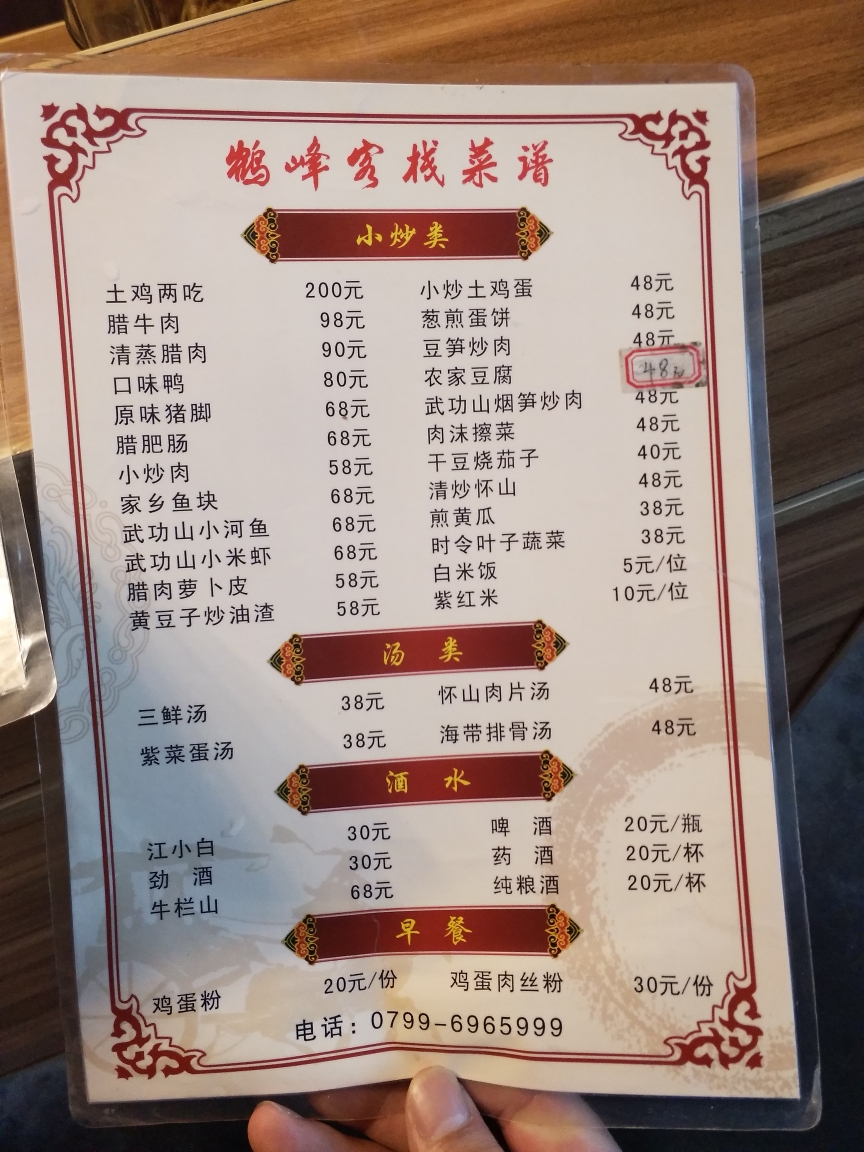 鹤峰客栈菜谱
小炒类
土鸡两吃 200元 小炒土鸡蛋 48元
腊牛肉 98元 葱煎蛋饼 48元
清蒸腊肉 90元 豆笋炒肉 48元
口味鸭 80元 农家豆腐 48元
原味猪脚 68元 武功山烟笋炒肉 48元
腊肥肠 68元 肉沫擦菜 48元
小炒肉 58元 干豆烧茄子 40元
家乡鱼块 68元 清炒怀山 48元
武功山小河鱼 68元 煎黄瓜 38元
武功山小米虾 68元 时令叶子蔬菜 38元
腊肉萝卜皮 58元 白米饭 5元/位
黄豆子炒油渣 58元 紫红米 10元/位
汤 类
三鲜汤 38元 怀山肉片汤 48元
紫菜蛋汤 38元 海带排骨汤 48元
酒 水
江小白 30元 啤 酒 20元/瓶
劲 酒 30元 药 酒 20元/杯
牛栏山 68元 纯粮酒 20元/杯
早 餐
鸡蛋粉 20元/份 鸡蛋肉丝粉 30元/份
电话：0799-6965999